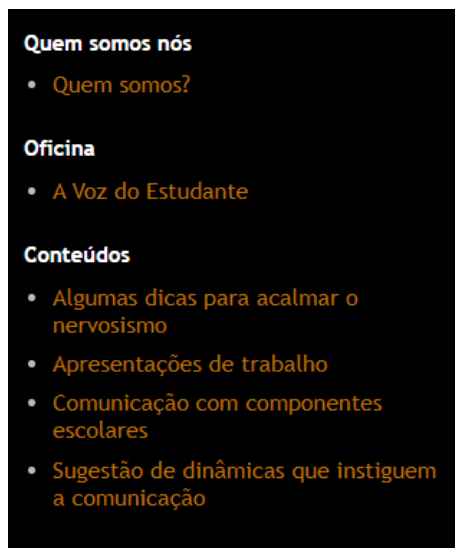 Quem somos nós
• Quem somos?
Oficina
• A Voz do Estudante
Conteúdos
• Algumas dicas para acalmar o
nervosismo
• Apresentações de trabalho
• Comunicação com componentes
escolares
• Sugestão de dinâmicas que instiguem
a comunicação